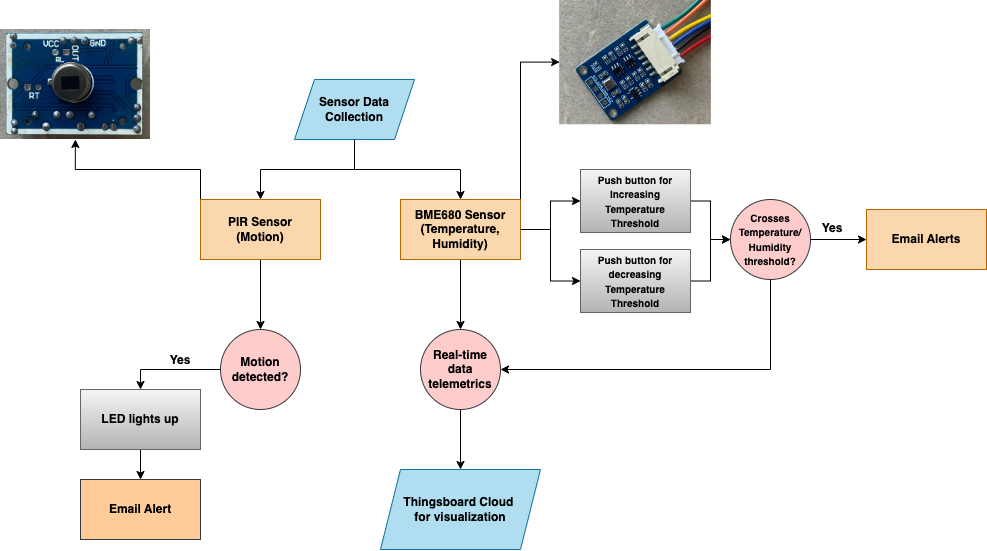 VCC
GND
OUT
RL
RT
Sensor Data
Collection
PIR Sensor
(Motion)
BME680 Sensor
(Temperature,
Humidity)
Push button for
Increasing
Temperature
Threshold
Push button for
decreasing
Temperature
Threshold
Crosses
Temperature/
Humidity
threshold?
Yes
Email Alerts
Motion
detected?
Yes
Real-time
data
telemetrics
LED lights up
Email Alert
Thingsboard Cloud
for visualization